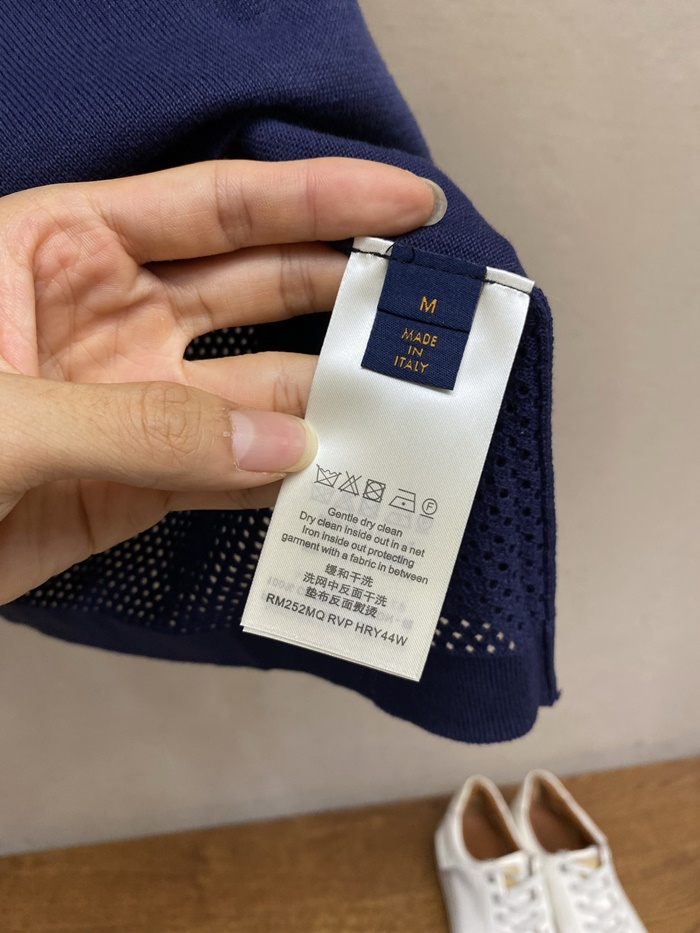 M
MADE
IN
ITALY
F
Gentle dry clean
Dry clean inside out in a net
Iron inside out protecting
garment with a fabric in between
缓和干洗
洗网中反面干洗
垫布反面熨烫
RM252MQ RVP HRY44W